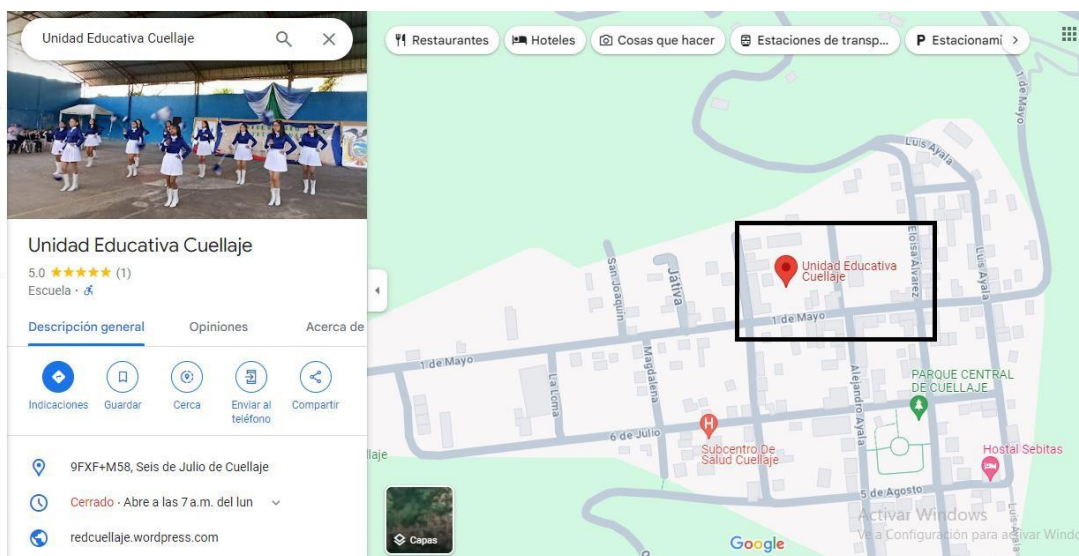 Unidad Educativa Cuellaje
Restaurantes
Hoteles
Cosas que hacer
Estaciones de transp...
P Estacionami
Unidad Educativa Cuellaje
5.0 ★★★★★ (1)
Escuela ·
Descripción general
Opiniones
Acerca de
Indicaciones
Guardar
Cerca
Enviar al
teléfono
Compartir
9FXF+M58, Seis de Julio de Cuellaje
Cerrado · Abre a las 7 a.m. del lun
redcuellaje.wordpress.com
1 de Mayo
Luis Ayala
Eloisa Álvarez
Luis Ayala
Unidad Educativa
Cuellaje
San Joaquin
Játiva
1 de Mayo
1 de Mayo
Magdalena
La Loma
Alejandro Ayala
PARQUE CENTRAL
DE CUELLAJE
6 de Julio
H
Subcentro De
Salud Cuellaje
Hostal Sebitas
llaje
5 de Agosto
Luis
Capas
Google
Activar Windows
Ve a Configuración para activar Windo